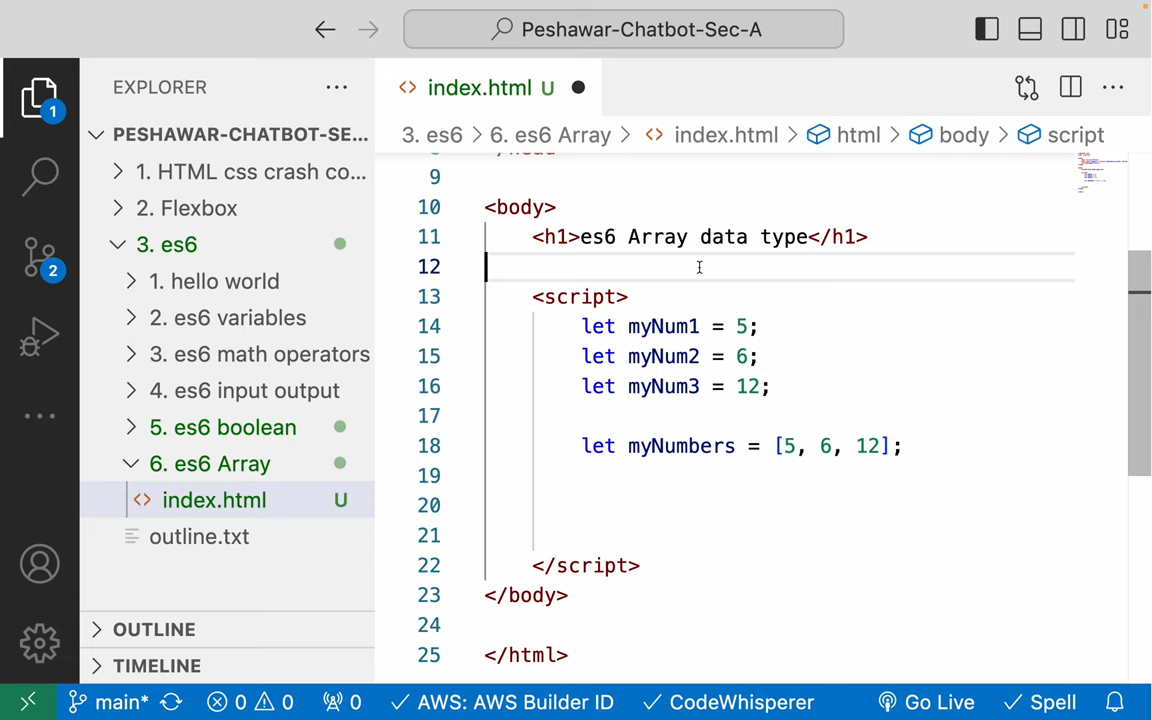 Peshawar-Chatbot-Sec-A
EXPLORER
index.html U
PESHAWAR-CHATBOT-SE...
3. es6 > 6. es6 Array > index.html > html > body > script
1. HTML css crash co...
2. Flexbox
3. es6
1. hello world
2. es6 variables
3. es6 math operators
4. es6 input output
5. es6 boolean
6. es6 Array
index.html U
outline.txt
OUTLINE
TIMELINE
1
2
9
10 <body>
11 <h1>es6 Array data type</h1>
12
13 <script>
14 let myNum1 = 5;
15 let myNum2 = 6;
16 let myNum3 = 12;
17
18 let myNumbers = [5, 6, 12];
19
20
21
22 </script>
23 </body>
24
25 </html>
main* 0 0 0 AWS: AWS Builder ID CodeWhisperer Go Live Spell